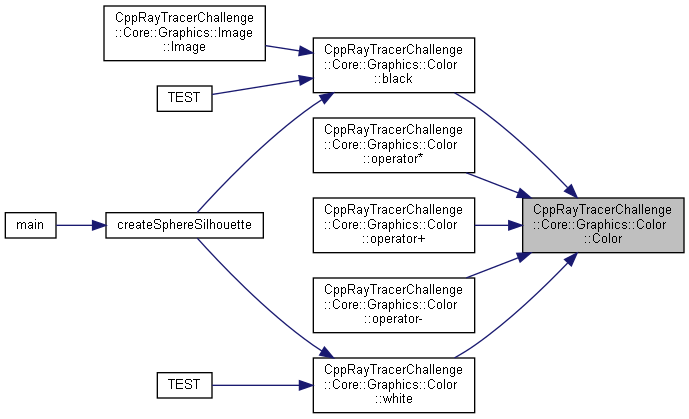 CppRayTracerChallenge
::Core::Graphics::Image
::Image
TEST
main
createSphereSilhouette
TEST
CppRayTracerChallenge
::Core::Graphics::Color
::black
CppRayTracerChallenge
::Core::Graphics::Color
::operator*
CppRayTracerChallenge
::Core::Graphics::Color
::operator+
CppRayTracerChallenge
::Core::Graphics::Color
::operator-
CppRayTracerChallenge
::Core::Graphics::Color
::white
CppRayTracerChallenge
::Core::Graphics::Color
::Color